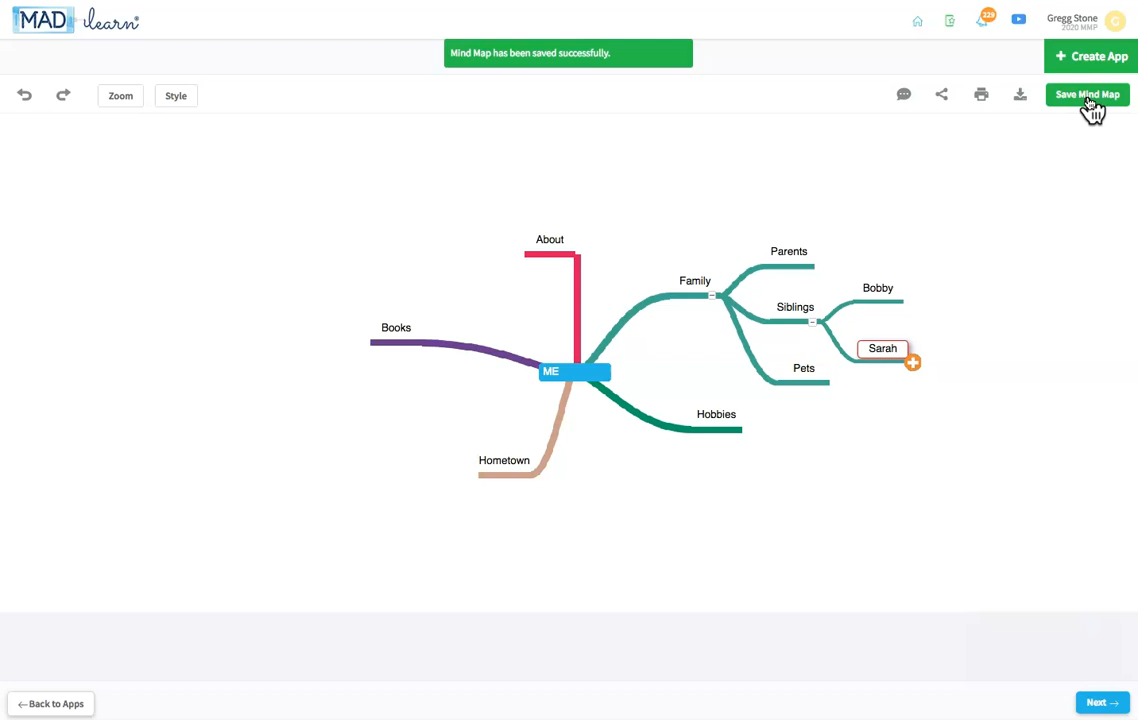 MAD
learn
229
Gregg Stone
2020 MMP
G
Mind Map has been saved successfully.
+ Create App
Zoom
Style
Save Mind Map
About
Parents
Family
Bobby
Siblings
Books
Sarah
ME
Pets
Hobbies
Hometown
← Back to Apps
Next →